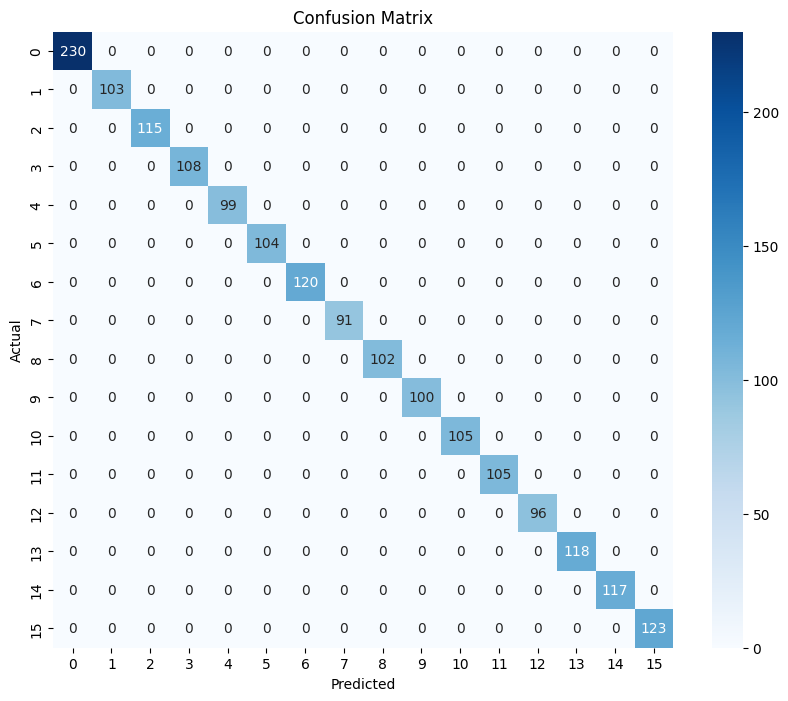 Confusion Matrix
0 230 0 0 0 0 0 0 0 0 0 0 0 0 0 0 0
1 0 103 0 0 0 0 0 0 0 0 0 0 0 0 0 0
2 0 0 115 0 0 0 0 0 0 0 0 0 0 0 0 0
3 0 0 0 108 0 0 0 0 0 0 0 0 0 0 0 0
4 0 0 0 0 99 0 0 0 0 0 0 0 0 0 0 0
5 0 0 0 0 0 104 0 0 0 0 0 0 0 0 0 0
6 0 0 0 0 0 0 120 0 0 0 0 0 0 0 0 0
7 0 0 0 0 0 0 0 91 0 0 0 0 0 0 0 0
8 0 0 0 0 0 0 0 0 102 0 0 0 0 0 0 0
9 0 0 0 0 0 0 0 0 0 100 0 0 0 0 0 0
10 0 0 0 0 0 0 0 0 0 0 105 0 0 0 0 0
11 0 0 0 0 0 0 0 0 0 0 0 105 0 0 0 0
12 0 0 0 0 0 0 0 0 0 0 0 0 96 0 0 0
13 0 0 0 0 0 0 0 0 0 0 0 0 0 118 0 0
14 0 0 0 0 0 0 0 0 0 0 0 0 0 0 117 0
15 0 0 0 0 0 0 0 0 0 0 0 0 0 0 0 123
0 1 2 3 4 5 6 7 8 9 10 11 12 13 14 15
Predicted
Actual
200
150
100
50
0